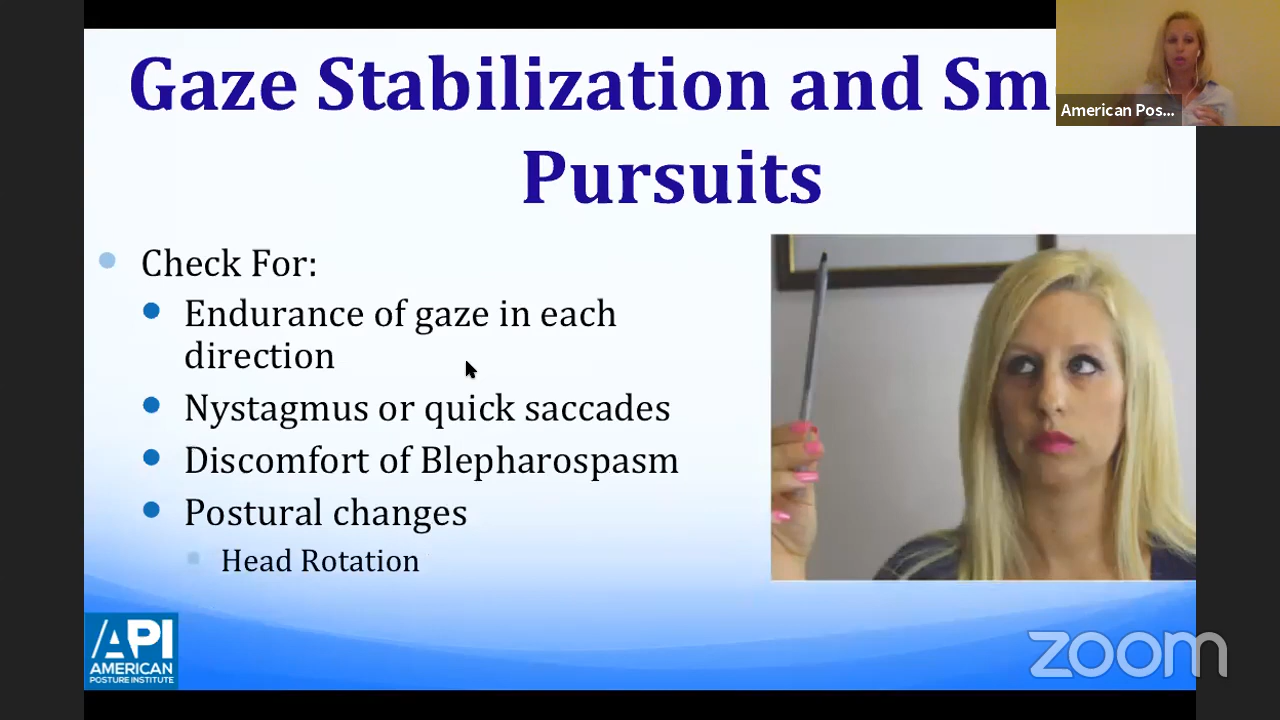 Gaze Stabilization and Sm
Pursuits
American Pos...
Check For:
Endurance of gaze in each
direction
Nystagmus or quick saccades
Discomfort of Blepharospasm
Postural changes
Head Rotation
API
AMERICAN
POSTURE INSTITUTE
zoom